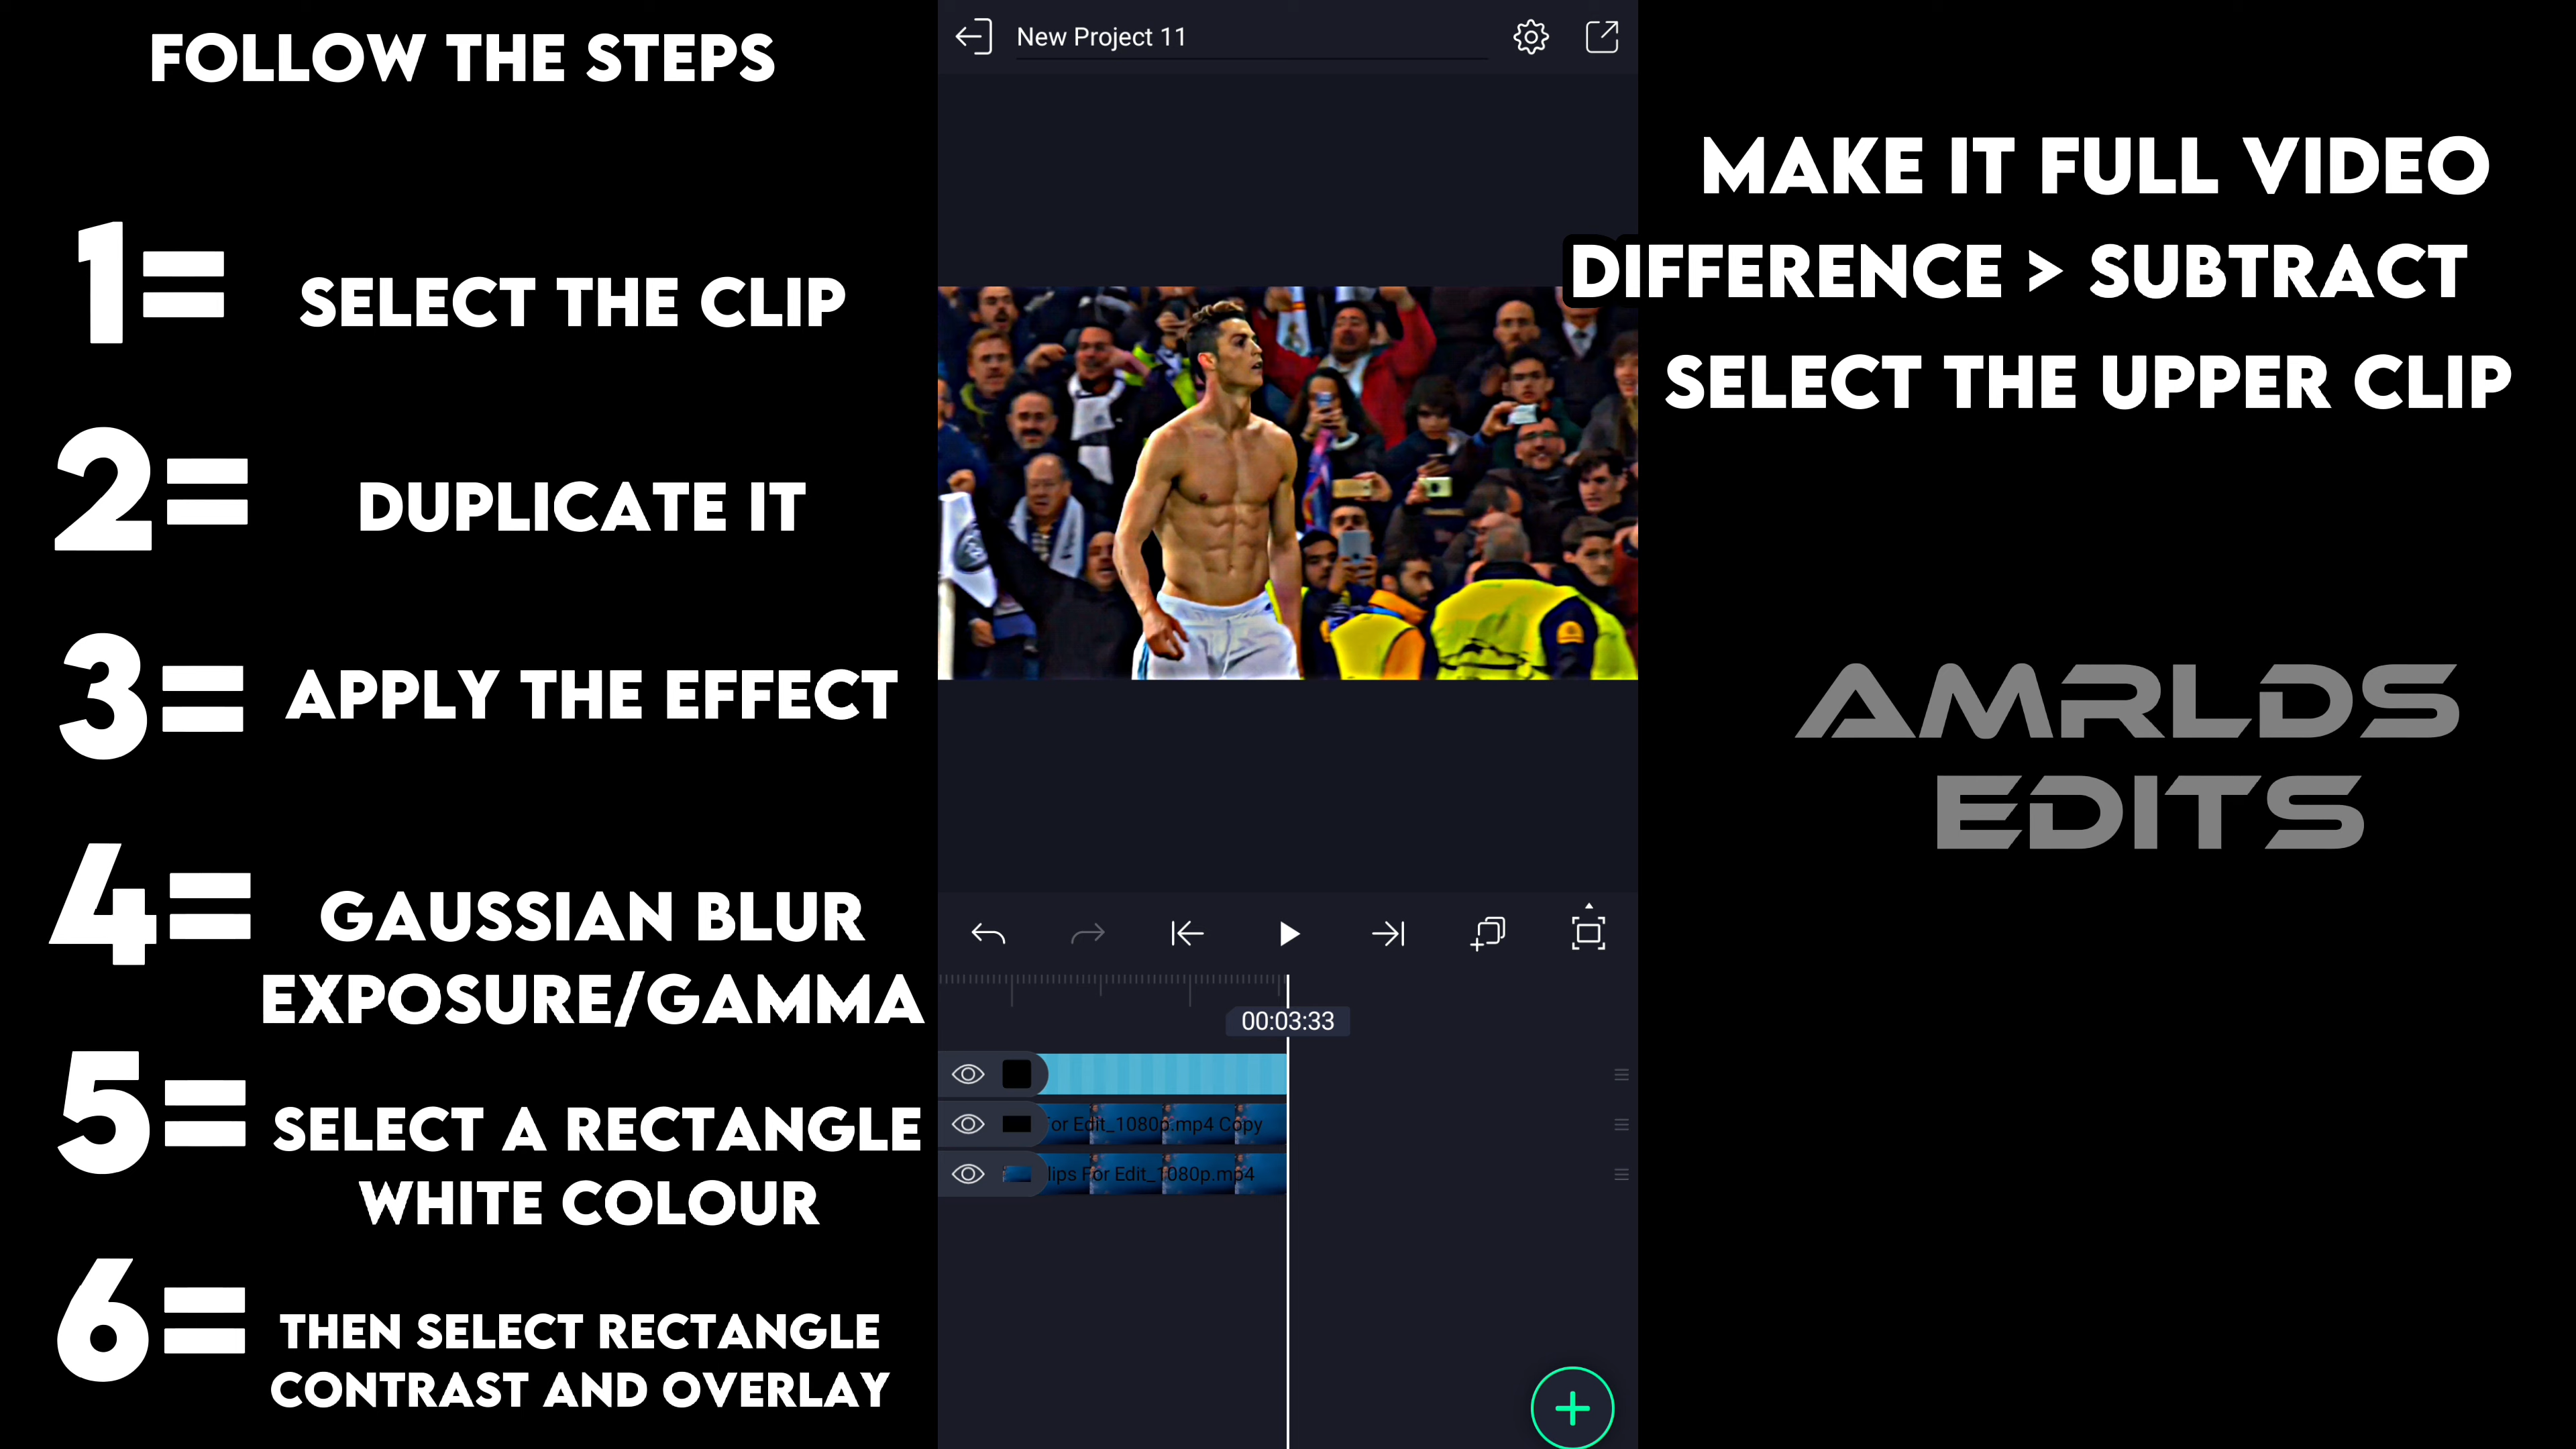 FOLLOW THE STEPS
1= SELECT THE CLIP
2= DUPLICATE IT
3= APPLY THE EFFECT
4= GAUSSIAN BLUR
EXPOSURE/GAMMA
5= SELECT A RECTANGLE
WHITE COLOUR
6= THEN SELECT RECTANGLE
CONTRAST AND OVERLAY
New Project 11
00:03:33
For Edit_1080p.mp4 Copy
lips For Edit_1080p.mp4
MAKE IT FULL VIDEO
DIFFERENCE > SUBTRACT
SELECT THE UPPER CLIP
AMRLDS
EDITS